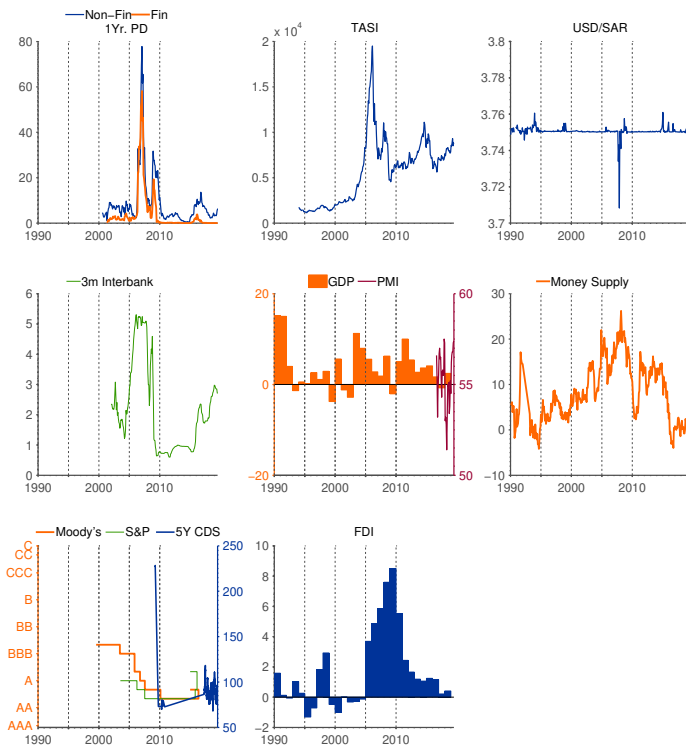 Non-Fin Fin
1Yr. PD
80
60
40
20
0
1990 2000 2010
TASI
x 10⁴
2
1.5
1
0.5
0
1990 2000 2010
USD/SAR
3.8
3.78
3.76
3.74
3.72
3.7
1990 2000 2010
3m Interbank
6
5
4
3
2
1
0
1990 2000 2010
GDP PMI
20 60
0 55
−20 50
1990 2000 2010
Money Supply
30
20
10
0
−10
1990 2000 2010
Moody's S&P 5Y CDS
C 250
CC
CCC 200
B
BB 150
BBB
A 100
AA
AAA 50
1990 2000 2010
FDI
10
8
6
4
2
0
−2
1990 2000 2010